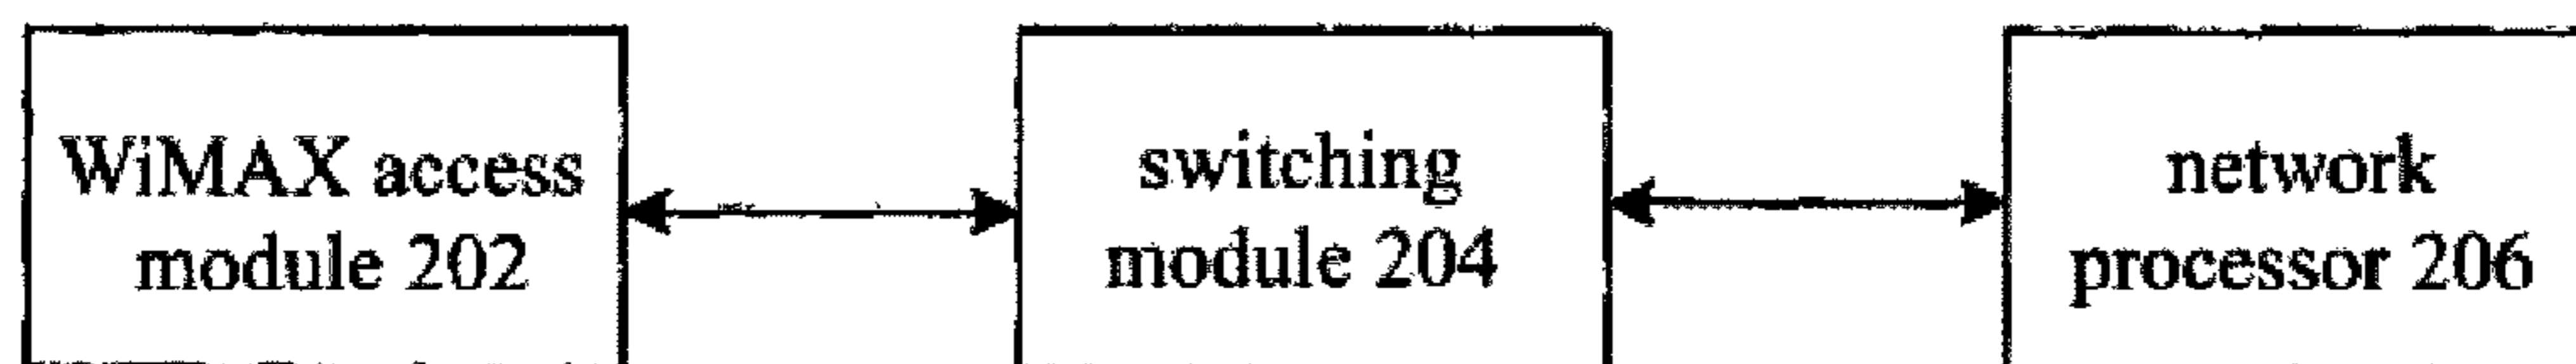 WiMAX access
module 202
switching
module 204
network
processor 206